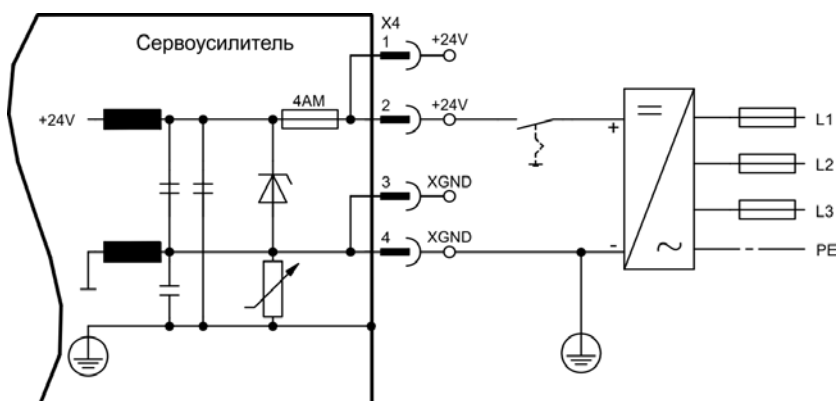 X4
Сервоусилитель
1
+24V
4AM
2
+24V
+24V
+
L1
L2
3
XGND
L3
4
XGND
-
PE